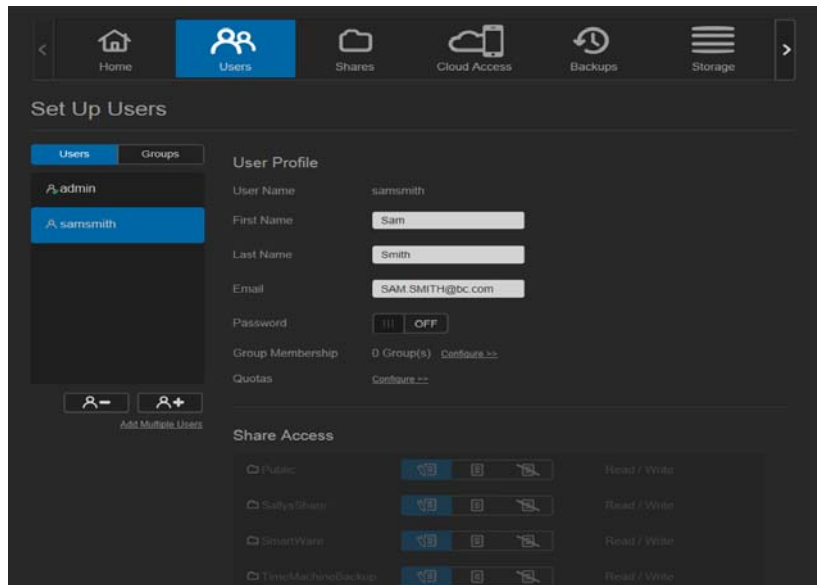 Home Users Shares Cloud Access Backups Storage
Set Up Users
Users Groups
admin
samsmith
Add Multiple Users
User Profile
User Name samsmith
First Name Sam
Last Name Smith
Email SAM.SMITH@bc.com
Password OFF
Group Membership 0 Group(s) Configure >>
Quotas Configure >>
Share Access
Public Read / Write
SallysShare Read / Write
SmartWare Read / Write
TimeMachineBackup Read / Write